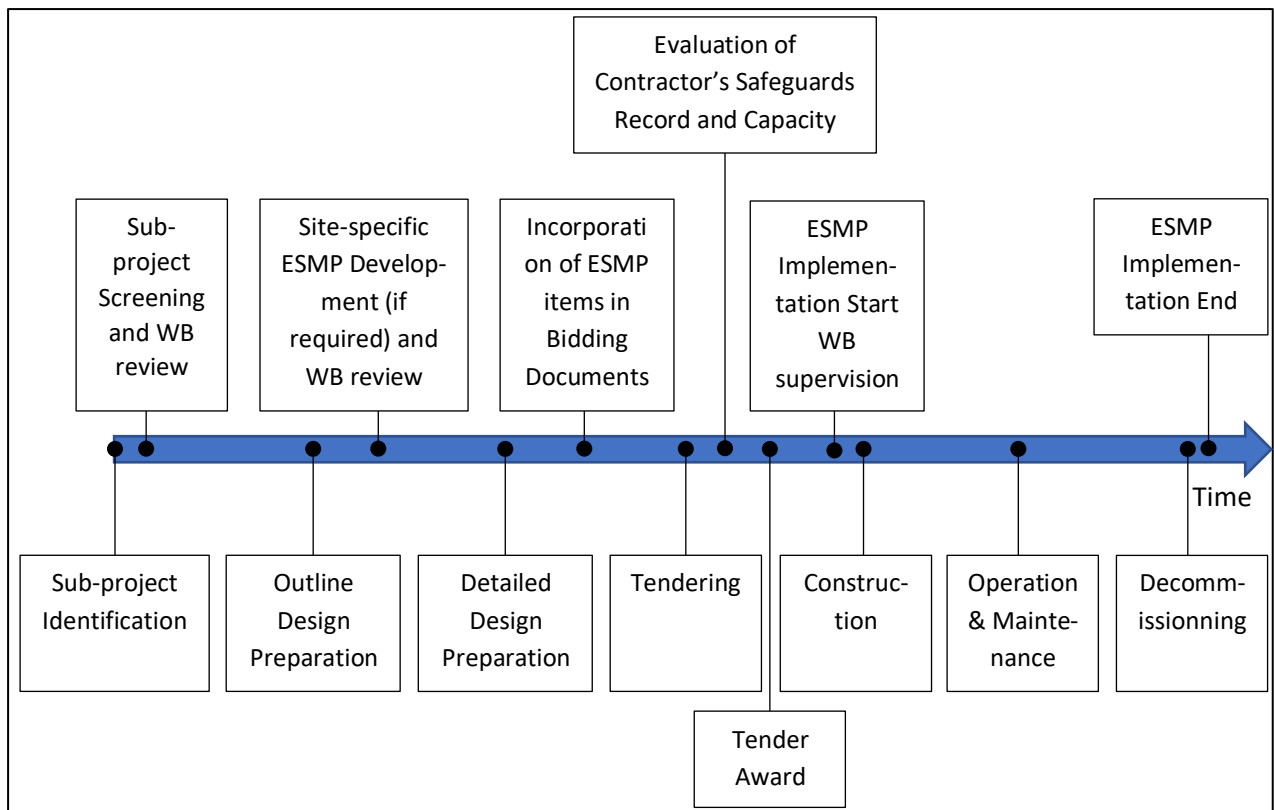 Evaluation of
Contractor’s Safeguards
Record and Capacity
Sub-
project
Screening
and WB
review
Site-specific
ESMP Develop-
ment (if
required) and
WB review
Incorporati
on of ESMP
items in
Bidding
Documents
ESMP
Implemen-
tation Start
WB
supervision
ESMP
Implemen-
tation End
Time
Sub-project
Identification
Outline
Design
Preparation
Detailed
Design
Preparation
Tendering
Construc-
tion
Operation
& Mainte-
nance
Decomm-
issionning
Tender
Award